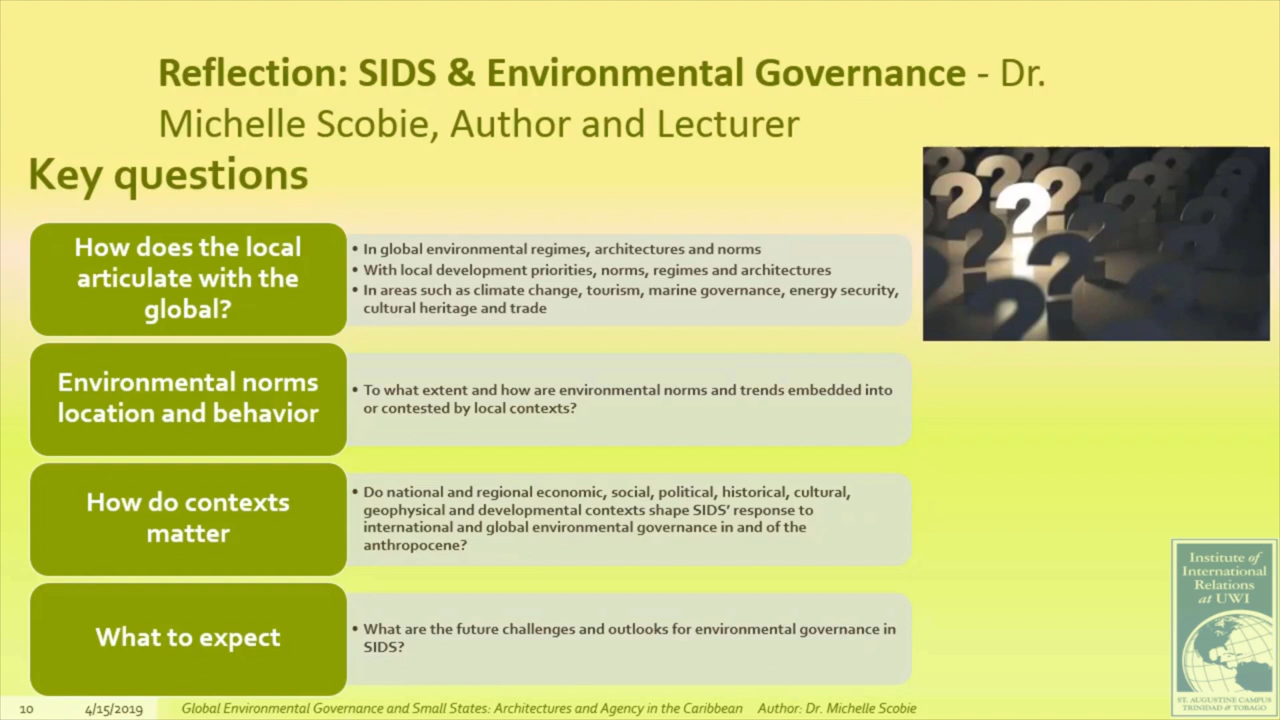 Reflection: SIDS & Environmental Governance - Dr.
Michelle Scobie, Author and Lecturer
Key questions
How does the local
articulate with the
global?
• In global environmental regimes, architectures and norms
• With local development priorities, norms, regimes and architectures
• In areas such as climate change, tourism, marine governance, energy security,
cultural heritage and trade
Environmental norms
location and behavior
• To what extent and how are environmental norms and trends embedded into
or contested by local contexts?
How do contexts
matter
• Do national and regional economic, social, political, historical, cultural,
geophysical and developmental contexts shape SIDS’ response to
international and global environmental governance in and of the
anthropocene?
What to expect
• What are the future challenges and outlooks for environmental governance in
SIDS?
Institute of
International
Relations
at UWI
ST. AUGUSTINE CAMPUS
TRINIDAD & TOBAGO
10 4/15/2019 Global Environmental Governance and Small States: Architectures and Agency in the Caribbean Author: Dr. Michelle Scobie